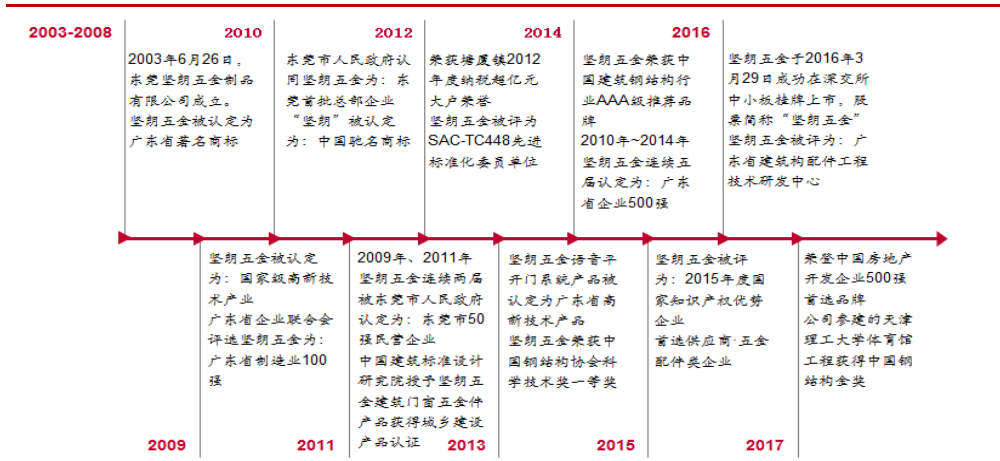 2003-2008
2003年6月26日，
东莞坚朗五金制品
有限公司成立。
坚朗五金被认定为
广东省著名商标
2010
东莞市人民政府认
同坚朗五金为：东
莞首批总部企业
“坚朗”被认定
为：中国驰名商标
2012
荣获塘厦镇2012
年度纳税超亿元
大户荣誉
坚朗五金被评为
SAC-TC448先进
标准化委员单位
2014
坚朗五金荣获中
国建筑钢结构行
业AAA级推荐品
牌
2010年~2014年
坚朗五金连续五
届认定为：广东
省企业500强
2016
坚朗五金于2016年3
月29日成功在深交所
中小板挂牌上市，股
票简称“坚朗五金”
坚朗五金被评为：广
东省建筑构配件工程
技术研发中心
坚朗五金被认定
为：国家级高新技
术产业
广东省企业联合会
评选坚朗五金为：
广东省制造业100
强
2009
2009年、2011年
坚朗五金连续两届
被东莞市人民政府
认定为：东莞市50
强民营企业
中国建筑标准设计
研究院授予坚朗五
金建筑门窗五金件
产品获得城乡建设
产品认证
2011
坚朗五金语音平
开门系统产品被
认定为广东省高
新技术产品
坚朗五金荣获中
国钢结构协会科
学技术奖一等奖
2013
坚朗五金被评
为：2015年度国
家知识产权优势
企业
首选供应商·五金
配件类企业
2015
荣登中国房地产
开发企业500强
首选品牌
公司参建的天津
理工大学体育馆
工程获得中国钢
结构金奖
2017